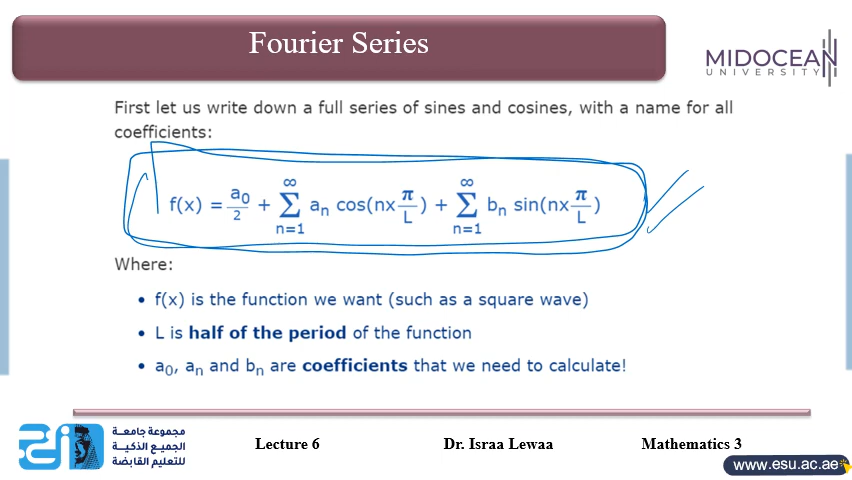 Fourier Series
MIDOCEAN
UNIVERSITY
First let us write down a full series of sines and cosines, with a name for all
coefficients:
f(x) = a₀/2 + ∞∑n=1 aₙ cos(nx π/L) + ∞∑n=1 bₙ sin(nx π/L)
Where:
• f(x) is the function we want (such as a square wave)
• L is half of the period of the function
• a₀, aₙ and bₙ are coefficients that we need to calculate!
مجموعة جامعة
الجميع الذكية
للتعليم القابضة
Lecture 6
Dr. Israa Lewaa
Mathematics 3
www.esu.ac.ae